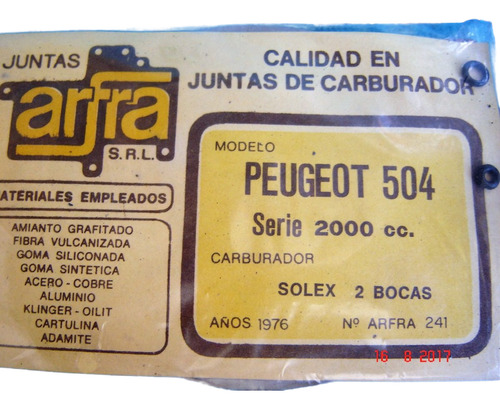 JUNTAS
arfra
S.R.L.
CALIDAD EN
JUNTAS DE CARBURADOR
MATERIALES EMPLEADOS
AMIANTO GRAFITADO
FIBRA VULCANIZADA
GOMA SILICONADA
GOMA SINTETICA
ACERO - COBRE
ALUMINIO
KLINGER - OILIT
CARTULINA
ADAMITE
MODELO
PEUGEOT 504
Serie 2000 cc.
CARBURADOR
SOLEX 2 BOCAS
AÑOS 1976 Nº ARFRA 241
16 8 2017